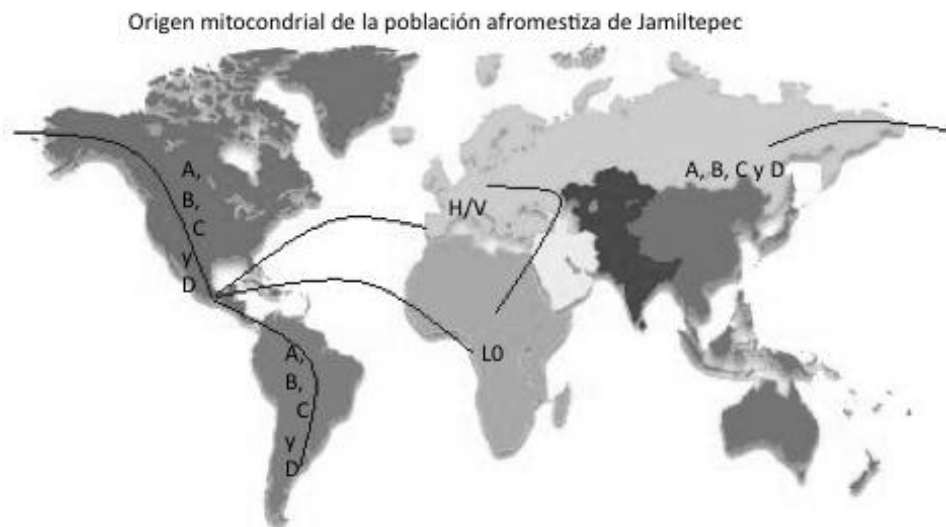 Origen mitocondrial de la población afromestiza de Jamiltepec
A,
B,
C
y
D
H/V
A, B, C y D
L0
A,
B,
C
y
D